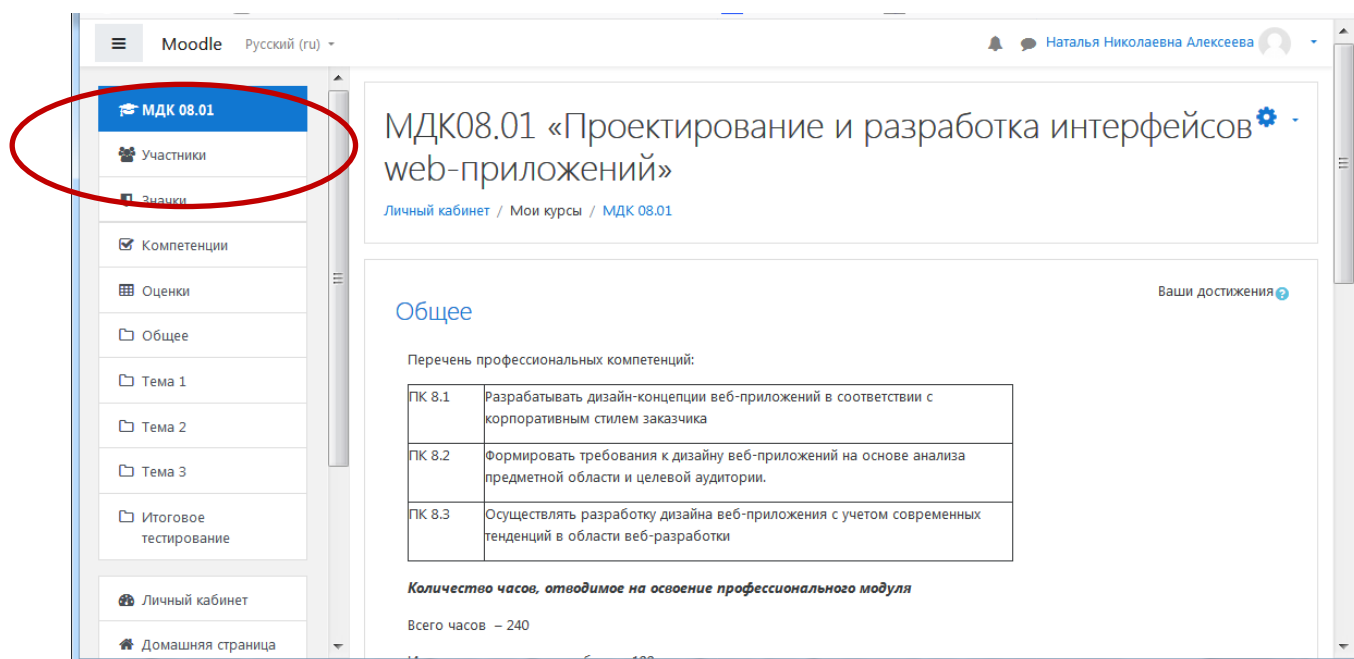 Moodle Русский (ru)
Наталья Николаевна Алексеева
МДК 08.01
Участники
Значки
Компетенции
Оценки
Общее
Тема 1
Тема 2
Тема 3
Итоговое
тестирование
Личный кабинет
Домашняя страница
МДК08.01 «Проектирование и разработка интерфейсов
web-приложений»
Личный кабинет / Мои курсы / МДК 08.01
Ваши достижения
Общее
Перечень профессиональных компетенций:
ПК 8.1 Разрабатывать дизайн-концепции веб-приложений в соответствии с
корпоративным стилем заказчика
ПК 8.2 Формировать требования к дизайну веб-приложений на основе анализа
предметной области и целевой аудитории.
ПК 8.3 Осуществлять разработку дизайна веб-приложения с учетом современных
тенденций в области веб-разработки
Количество часов, отводимое на освоение профессионального модуля
Всего часов – 240